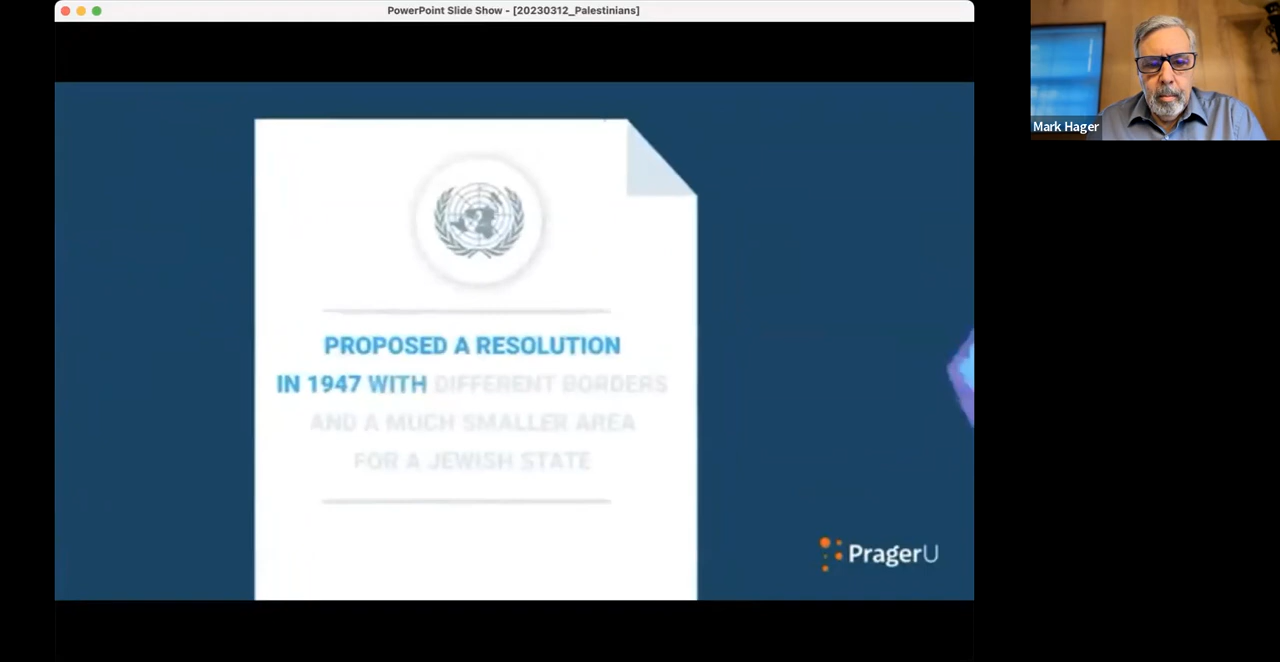 PowerPoint Slide Show - [20230312_Palestinians]
PROPOSED A RESOLUTION
IN 1947 WITH DIFFERENT BORDERS
AND A MUCH SMALLER AREA
FOR A JEWISH STATE
PragerU
Mark Hager